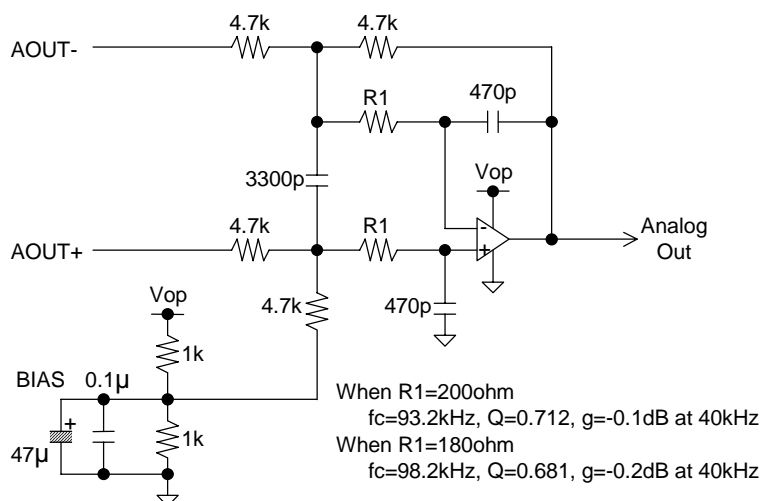 4.7k
4.7k
AOUT-
R1
470p
Vop
3300p
4.7k
R1
Analog
Out
-
+
AOUT+
Vop
4.7k
470p
1k
BIAS
0.1µ
+
1k
47µ
When R1=200ohm
fc=93.2kHz, Q=0.712, g=-0.1dB at 40kHz
When R1=180ohm
fc=98.2kHz, Q=0.681, g=-0.2dB at 40kHz